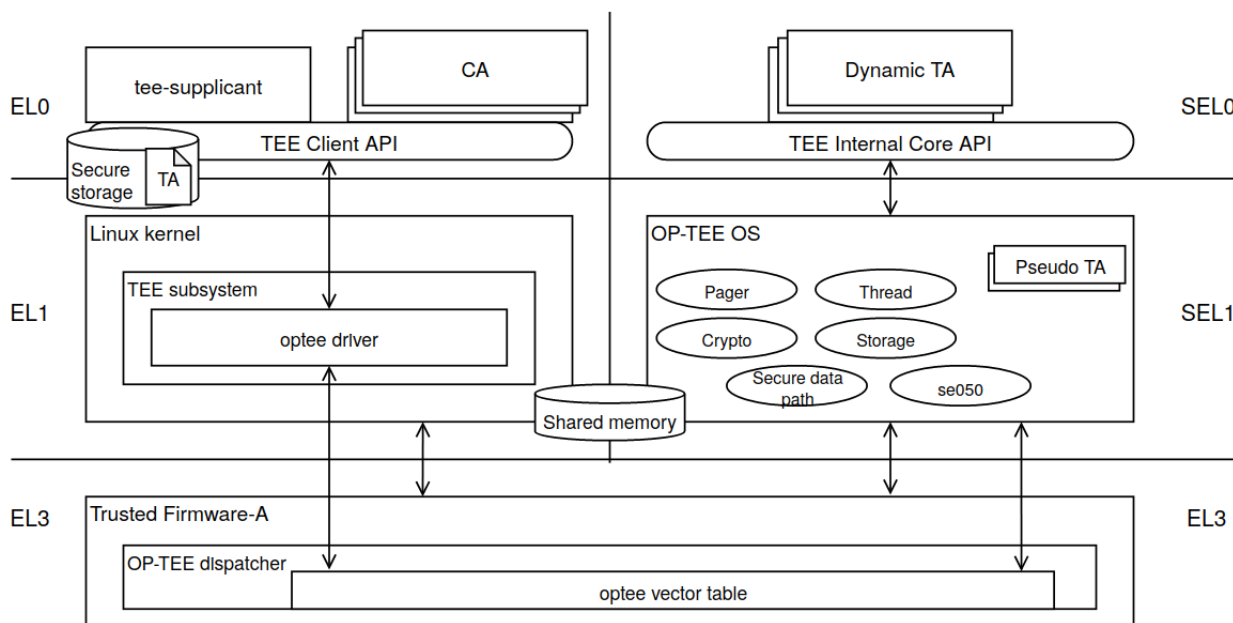 tee-supplicant
CA
Dynamic TA
EL0
SEL0
TEE Client API
TEE Internal Core API
Secure
storage
TA
Linux kernel
OP-TEE OS
TEE subsystem
Pseudo TA
Pager
Thread
EL1
SEL1
optee driver
Crypto
Storage
Secure data
path
se050
Shared memory
EL3
Trusted Firmware-A
EL3
OP-TEE dispatcher
optee vector table